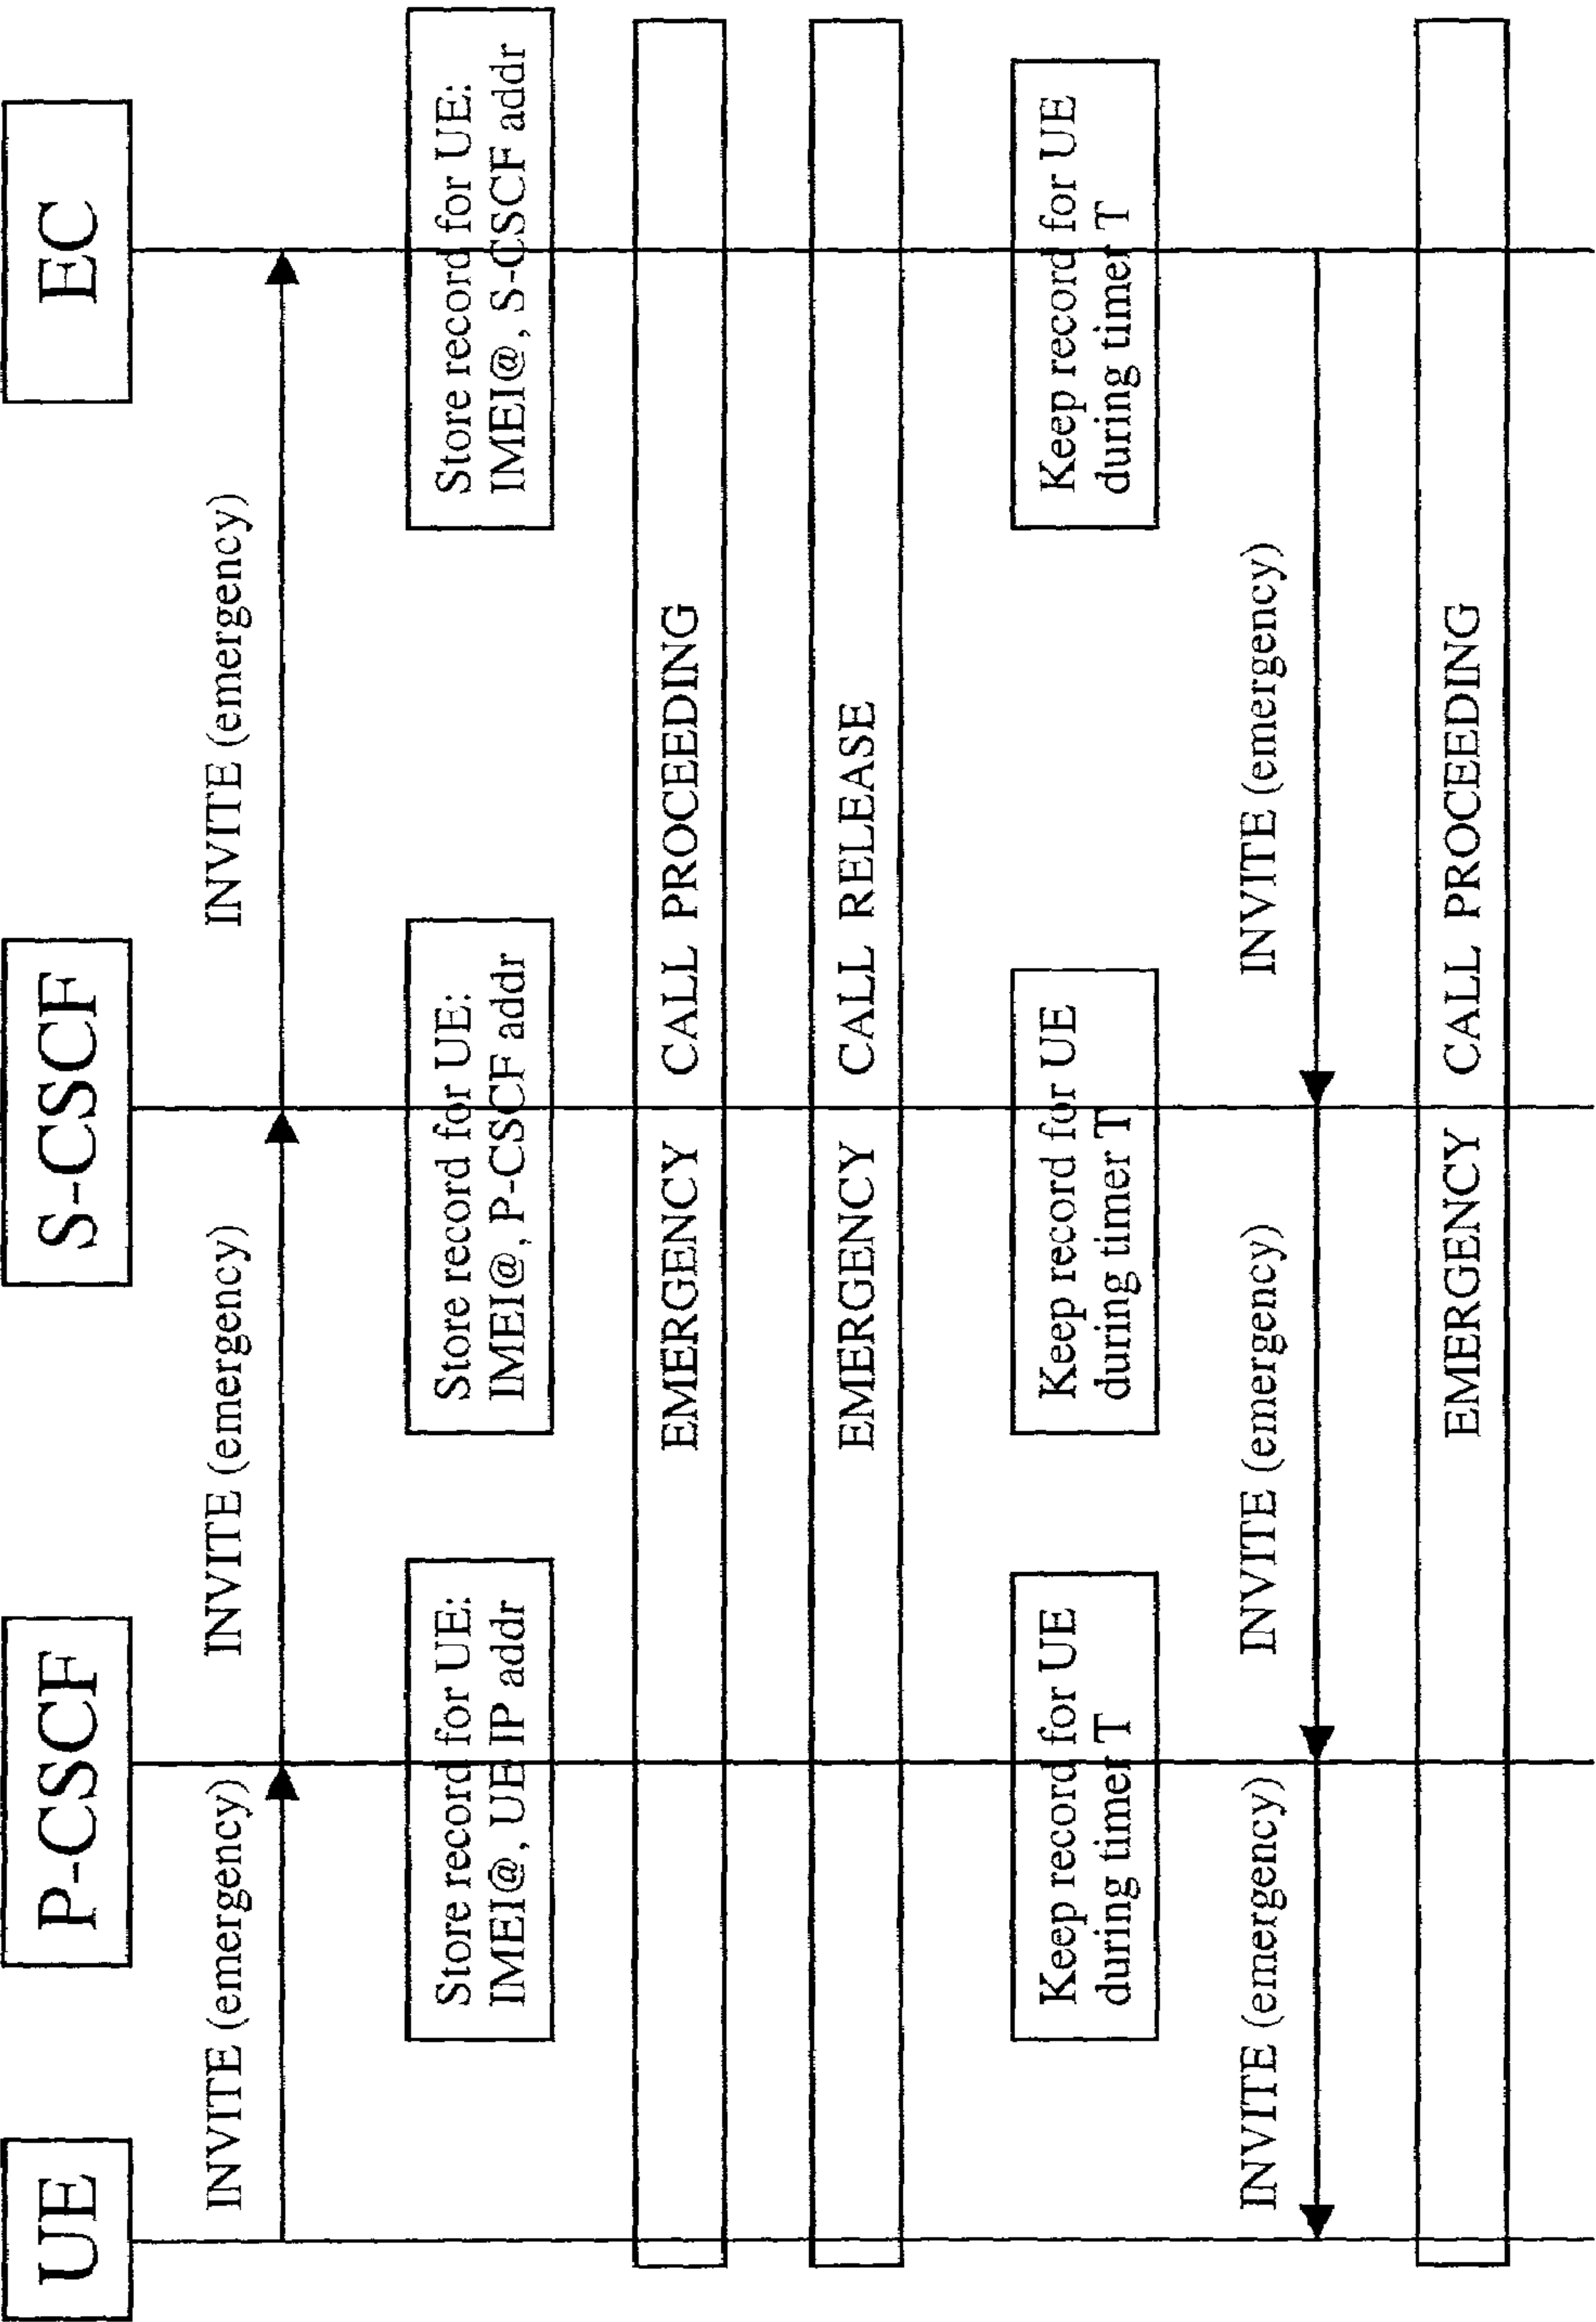 UE
P-CSCF
S-CSCF
EC
INVITE (emergency)
INVITE (emergency)
INVITE (emergency)
Store record for UE:
IMEI@, UE IP addr
Store record for UE:
IMEI@, P-CSCF addr
Store record for UE:
IMEI@, S-CSCF addr
EMERGENCY CALL PROCEEDING
EMERGENCY CALL RELEASE
Keep record for UE
during timer T
Keep record for UE
during timer T
Keep record for UE
during timer T
INVITE (emergency)
INVITE (emergency)
INVITE (emergency)
EMERGENCY CALL PROCEEDING